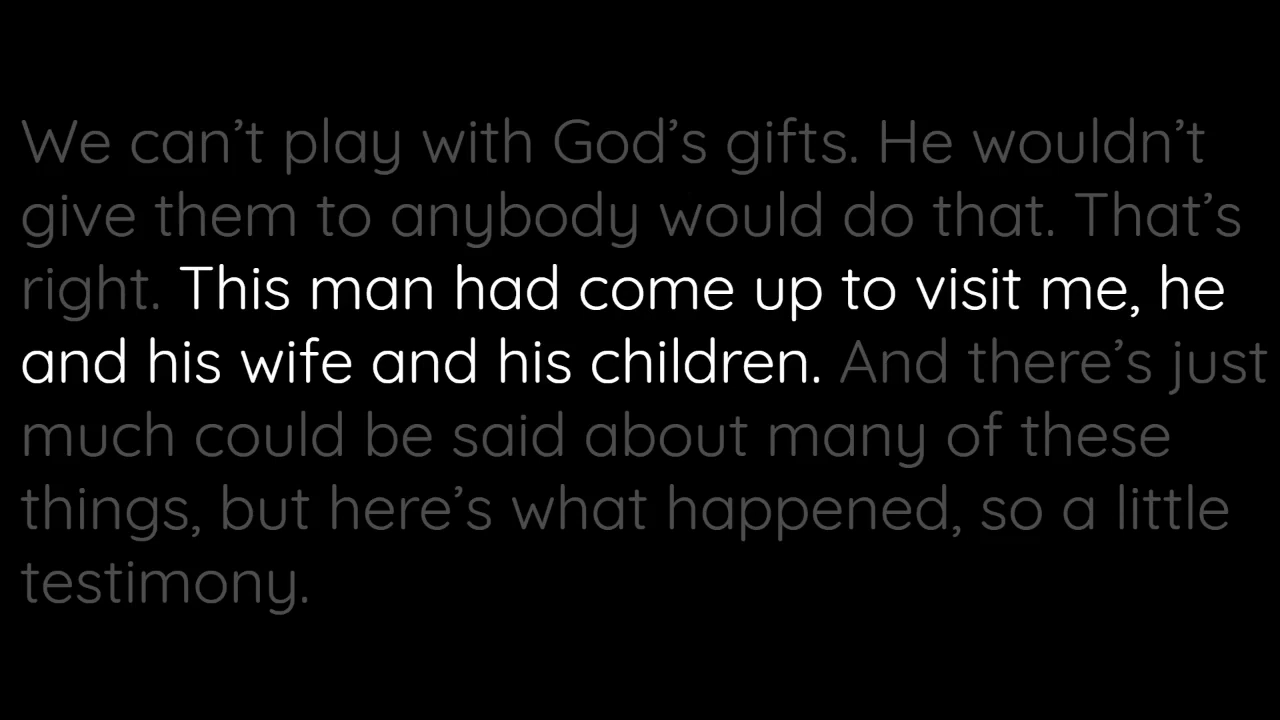 We can’t play with God’s gifts. He wouldn’t
give them to anybody would do that. That’s
right. This man had come up to visit me, he
and his wife and his children. And there’s just
much could be said about many of these
things, but here’s what happened, so a little
testimony.